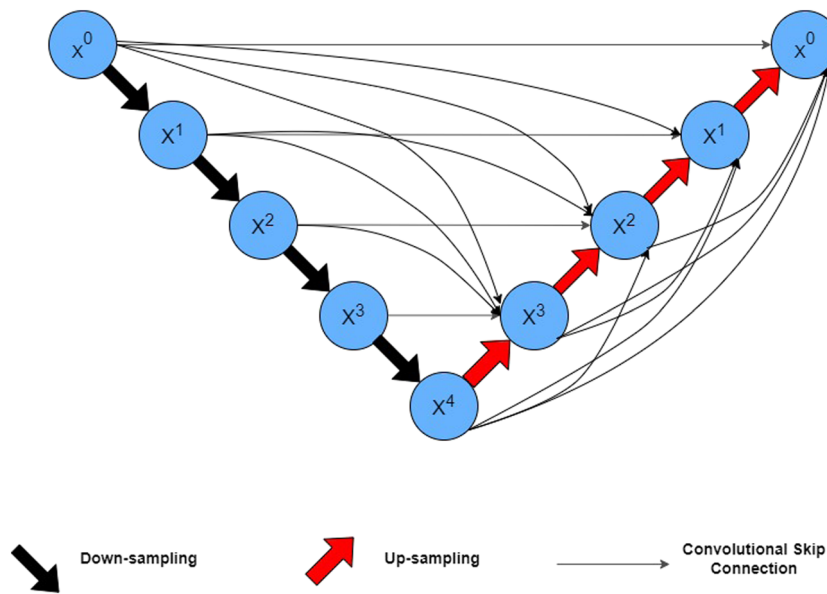 X⁰
X⁰
X¹
X¹
X²
X²
X³
X³
X⁴
Down-sampling
Up-sampling
Convolutional Skip
Connection